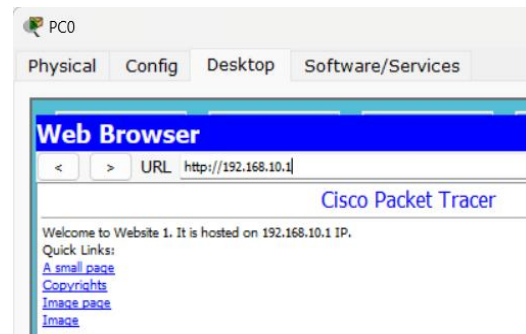 PC0
Physical Config Desktop Software/Services
Web Browser
< > URL http://192.168.10.1
Cisco Packet Tracer
Welcome to Website 1. It is hosted on 192.168.10.1 IP.
Quick Links:
A small page
Copyrights
Image page
Image